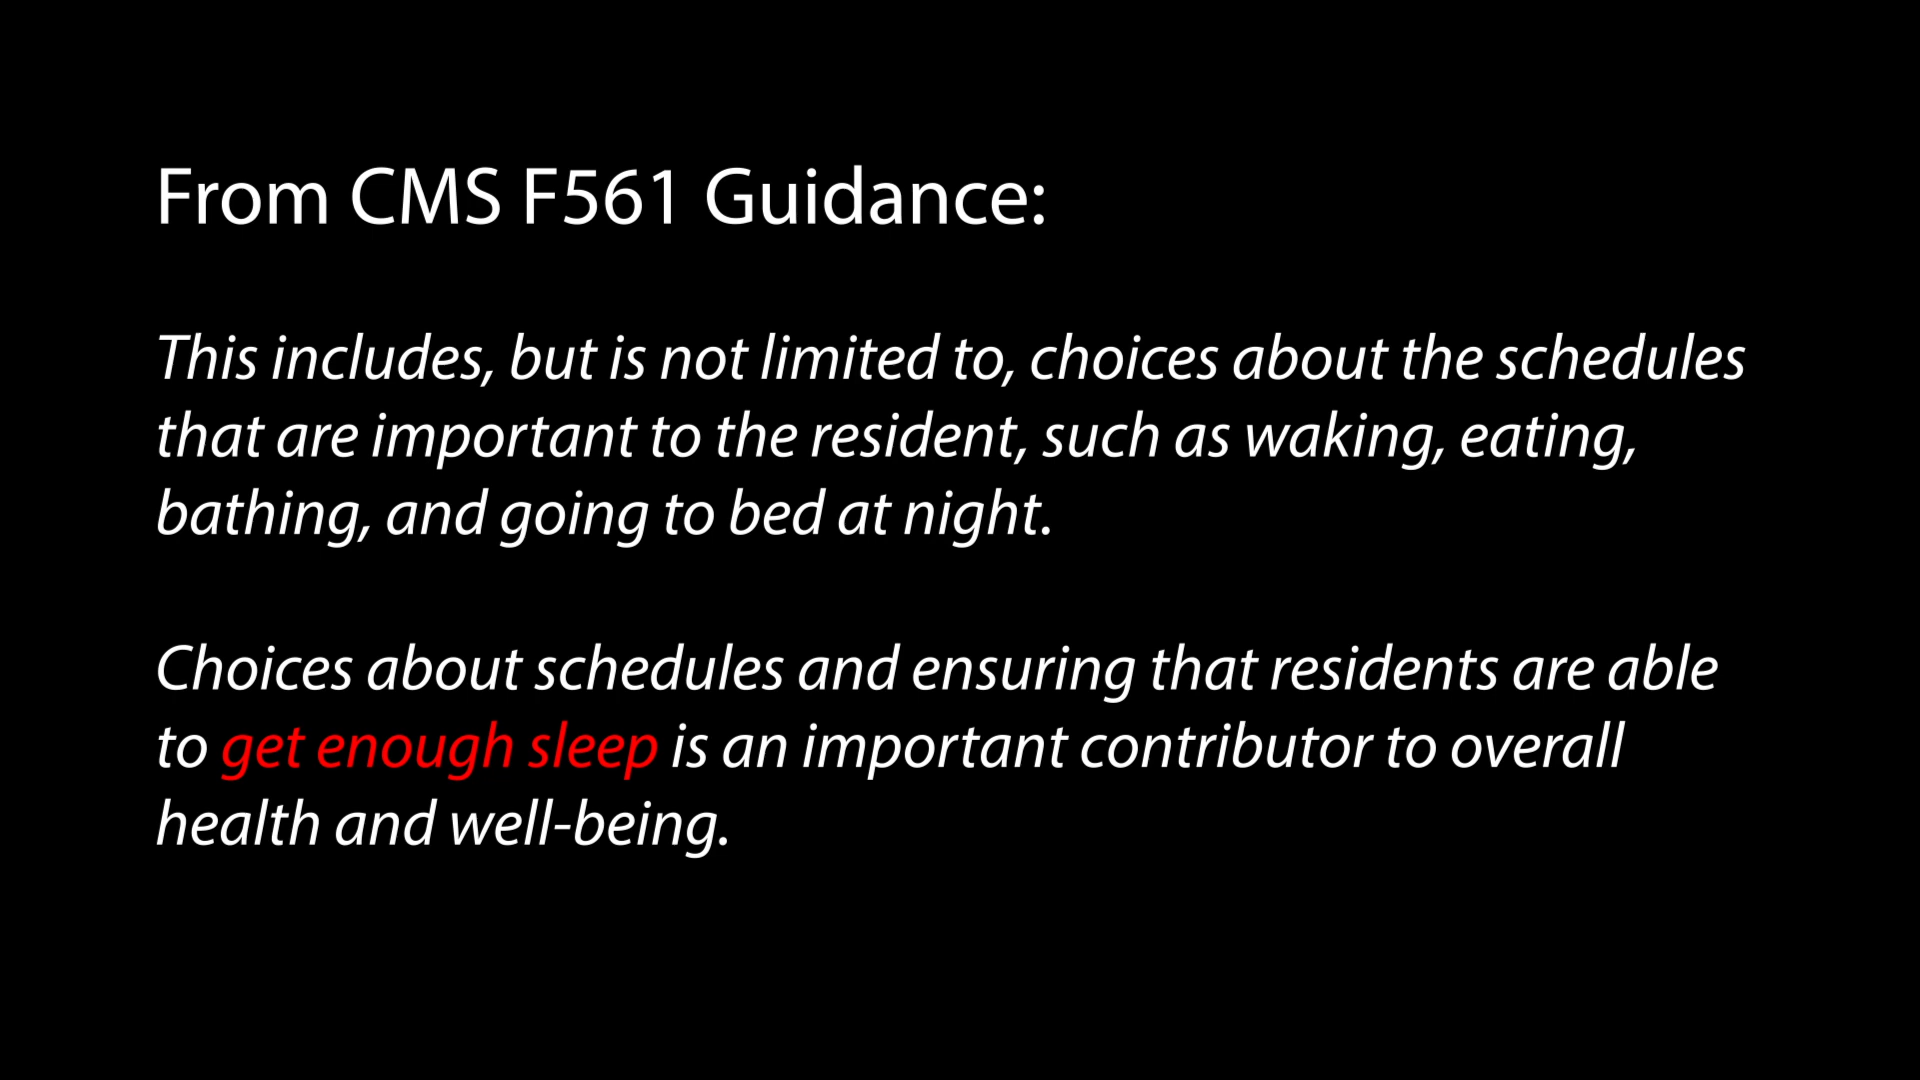 From CMS F561 Guidance:
This includes, but is not limited to, choices about the schedules
that are important to the resident, such as waking, eating,
bathing, and going to bed at night.
Choices about schedules and ensuring that residents are able
to get enough sleep is an important contributor to overall
health and well-being.